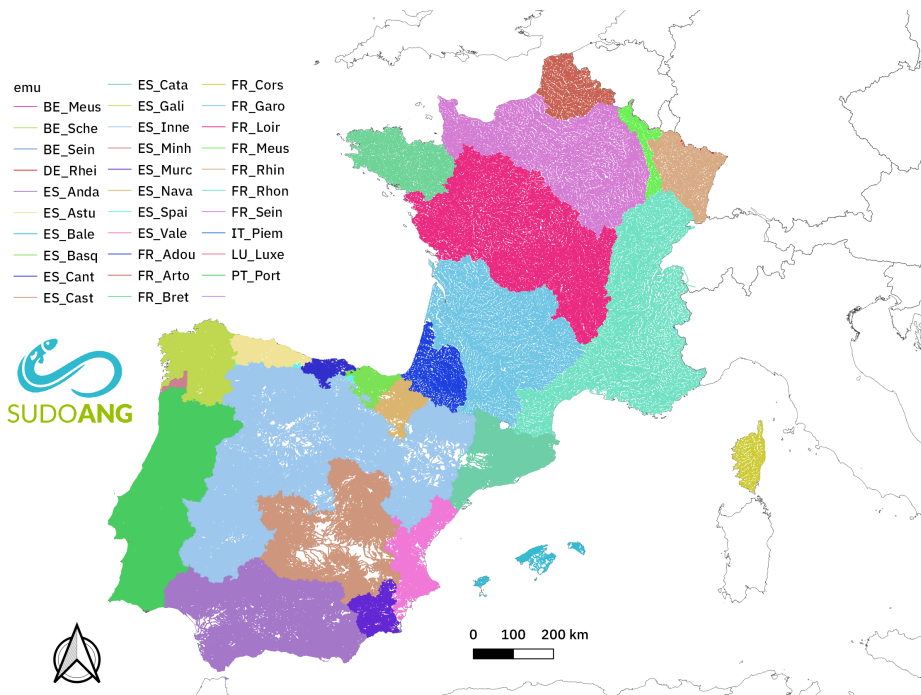 emu
BE_Meus
BE_Sche
BE_Sein
DE_Rhei
ES_Anda
ES_Astu
ES_Bale
ES_Basq
ES_Cant
ES_Cast
ES_Cata
ES_Gali
ES_Inne
ES_Minh
ES_Murc
ES_Nava
ES_Spai
ES_Vale
FR_Adou
FR_Arto
FR_Bret
FR_Cors
FR_Garo
FR_Loir
FR_Meus
FR_Rhin
FR_Rhon
FR_Sein
IT_Piem
LU_Luxe
PT_Port
SUDOANG
0 100 200 km